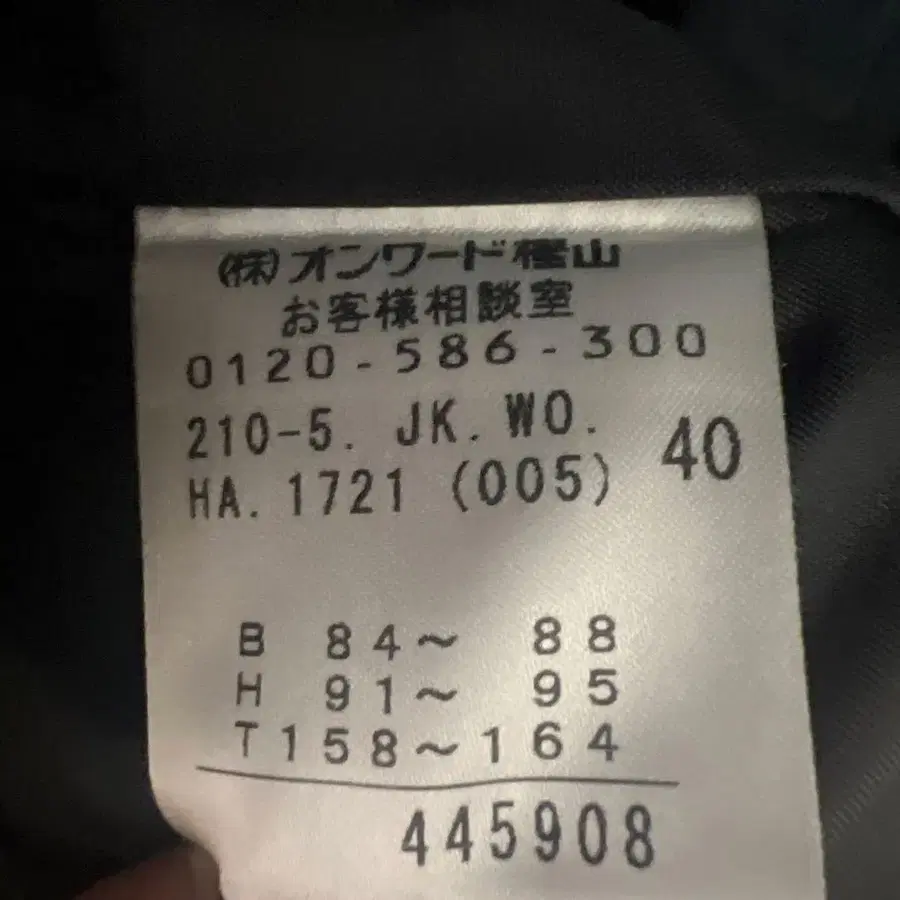 (株)オンワード樫山
お客様相談室
0120-586-300
210-5. JK. WO.
HA. 1721 (005) 40
B 84～ 88
H 91～ 95
T158～164
445908